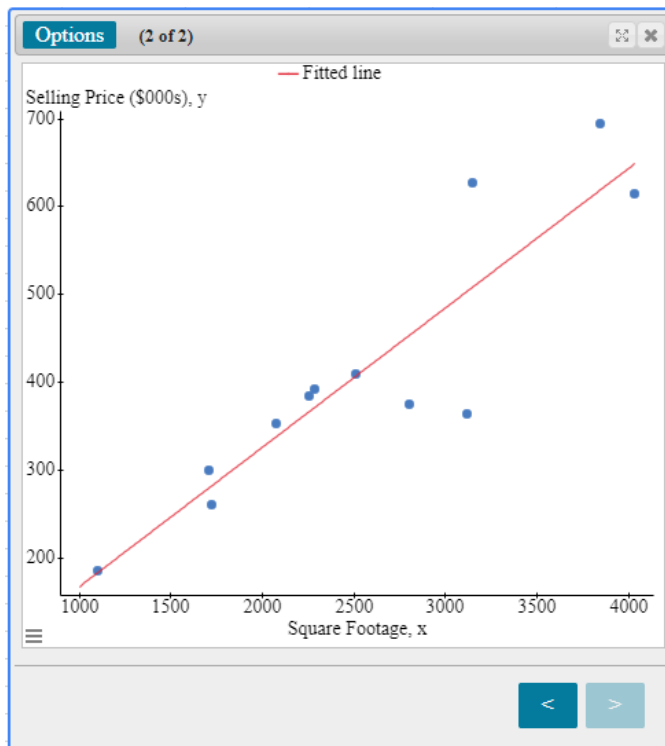 Options (2 of 2)
Fitted line
Selling Price ($000s), y
700
600
500
400
300
200
1000 1500 2000 2500 3000 3500 4000
Square Footage, x
< >